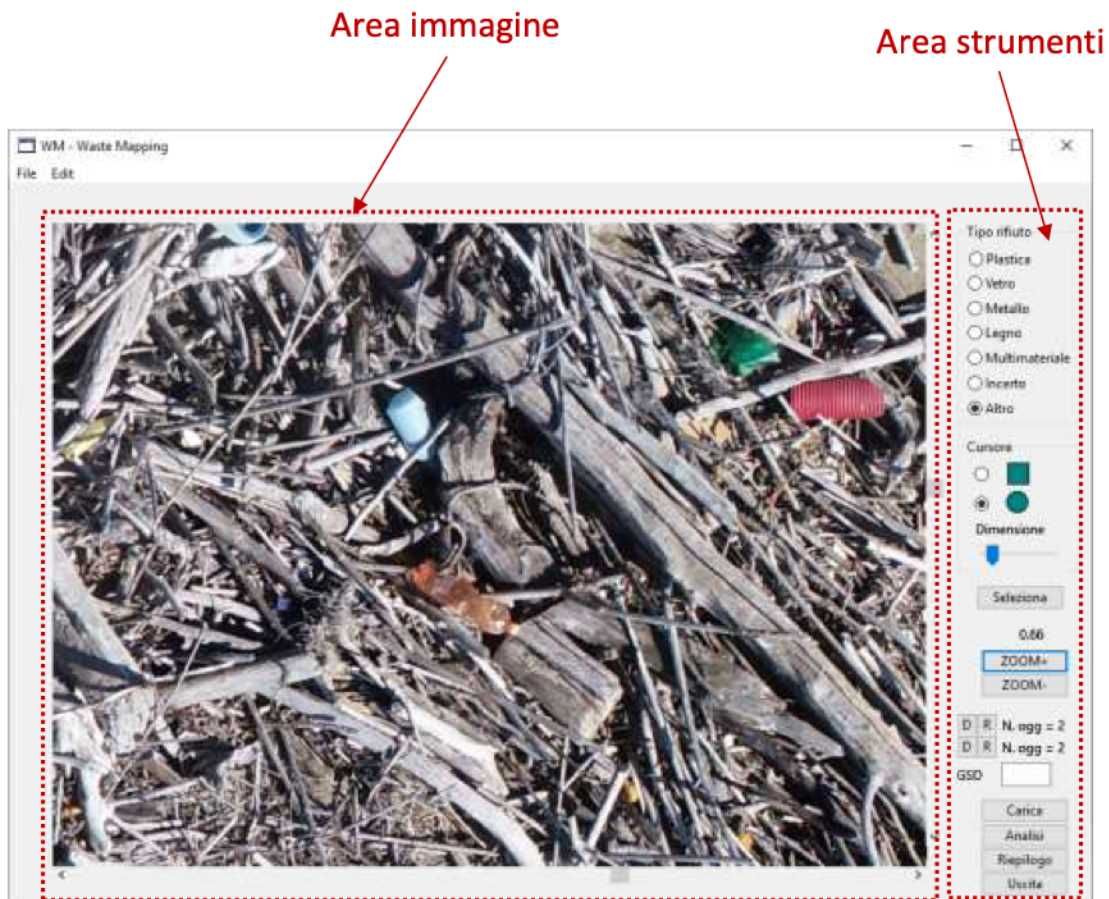 Area immagine
Area strumenti
WM - Waste Mapping
File Edit
Tipo rifiuto
Plastica
Vetro
Metallo
Legno
Multimateriale
Incerto
Altro
Cursore
Dimensione
Seleziona
0.66
ZOOM+
ZOOM-
D R N. ogg = 2
D R N. ogg = 2
GSD
Carica
Analisi
Riepilogo
Uscita